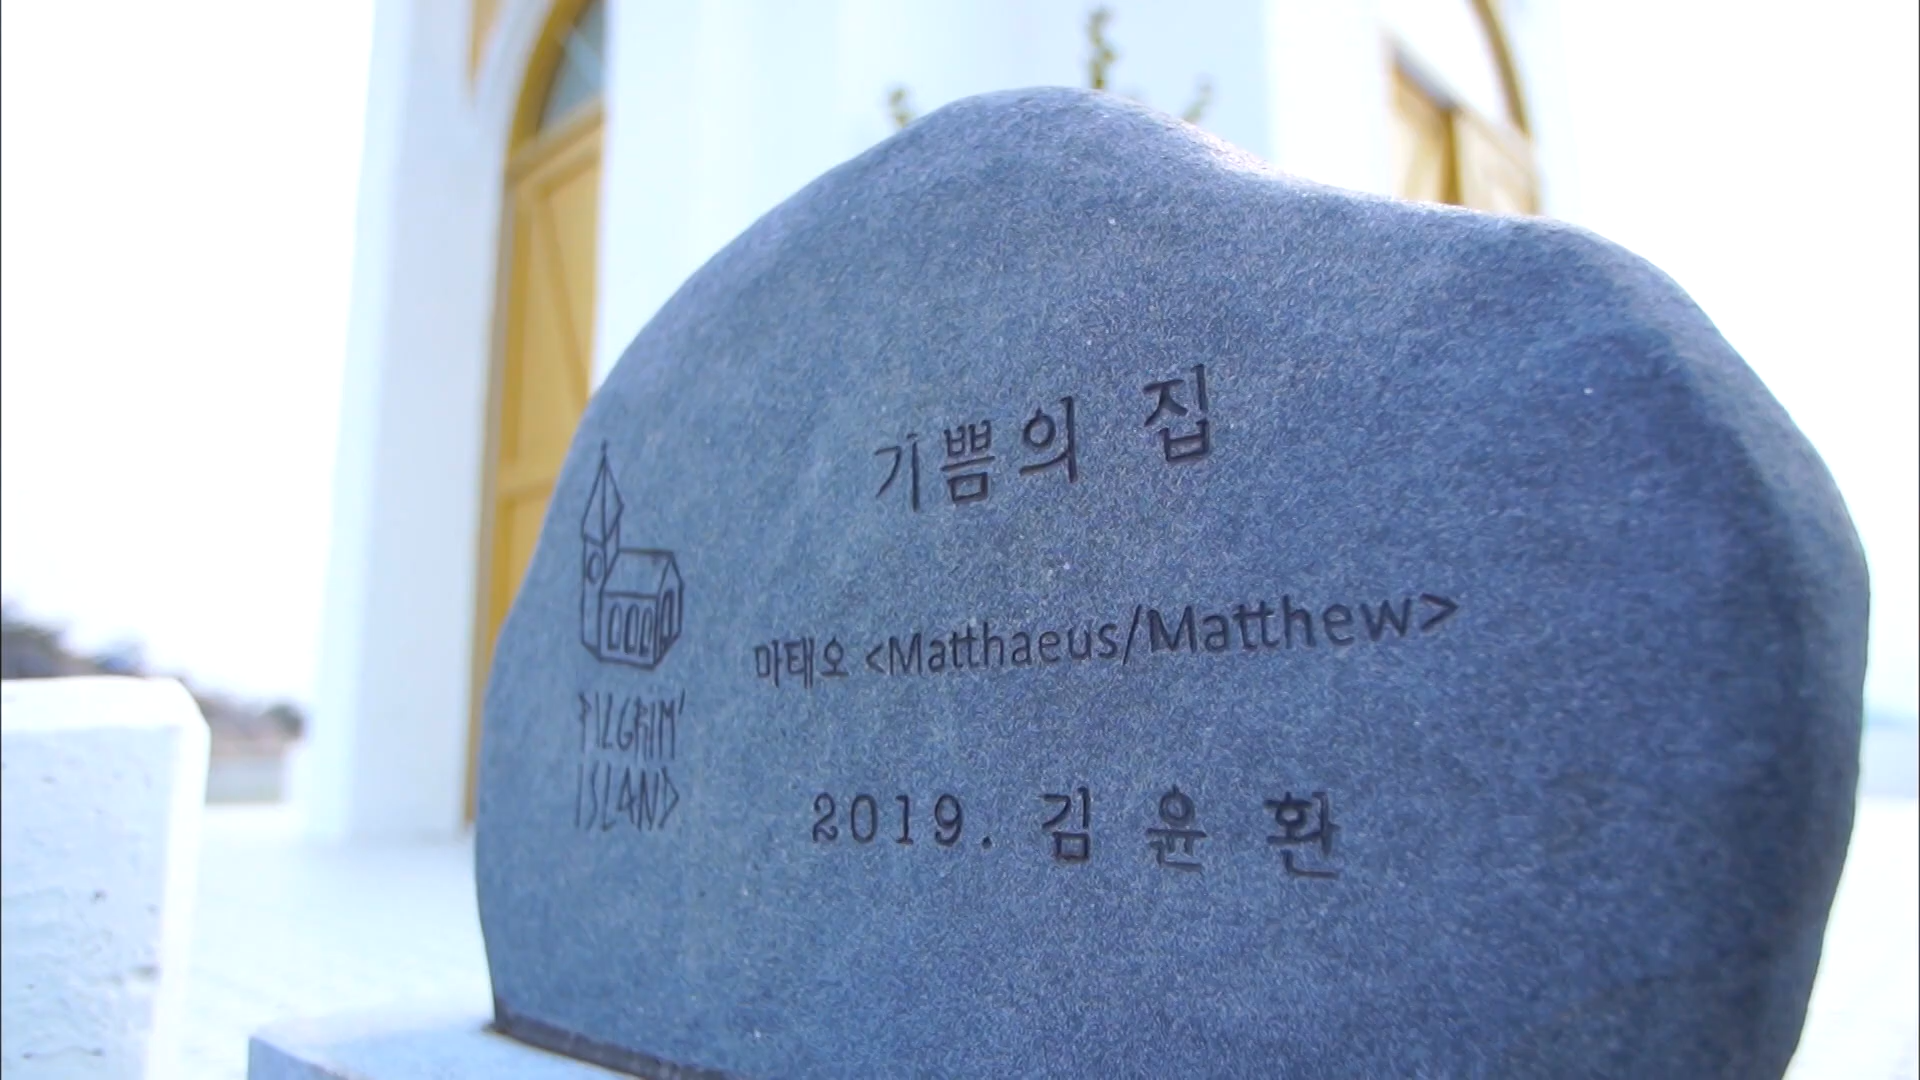 기쁨의 집
마태오 <Matthaeus/Matthew>
2019. 김윤환
PILGRIM'
ISLAND